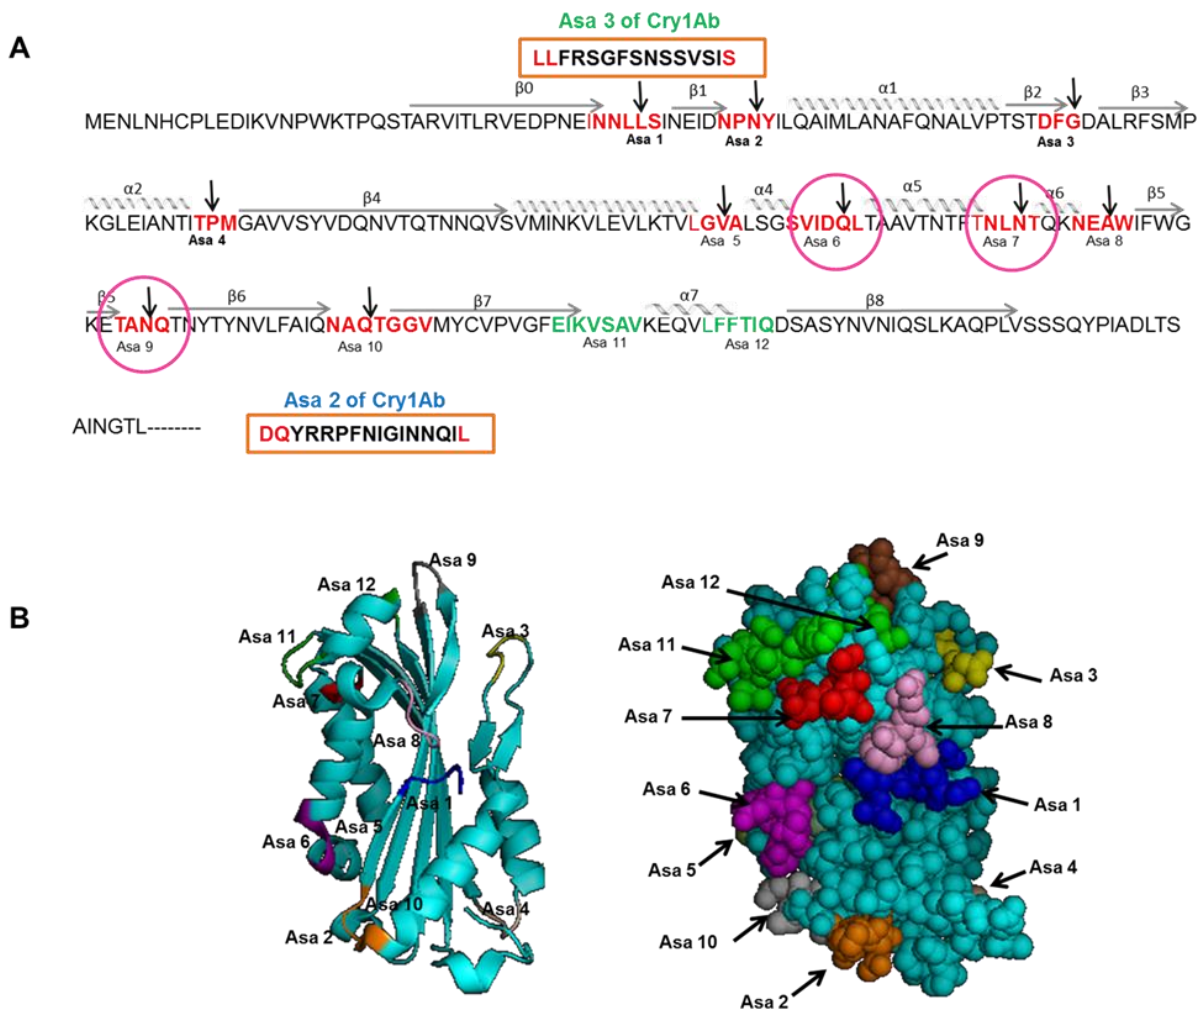 A
Asa 3 of Cry1Ab
LLFRSGFSNSSVSIS
β0 β1 α1 β2 β3
MENLNHCPLEDIKVNPWKTPQSTARVITLRVEDPNEINNLLSINEIDNPNYILQAIMLANAFQNALVPTSTDFGDALRFSMP
Asa 1 Asa 2 Asa 3
α2 β4 α4 α5 α6 β5
KGLEIANTITPMGAVVSYVDQNVTQTNNQVSVMINKVLEVLKTVLGVALSGSVIDQLTAAVTNTFTNLNTQKNEAWIFWG
Asa 4 Asa 5 Asa 6 Asa 7 Asa 8
β5 β6 β7 α7 β8
KETANQTNYTYNVLFAIQNAQTGGVMYCVPVGFEIKVSAVKEQVLFFTIQDSASYNVNIQSLKAQPLVSSSQYPIADLTS
Asa 9 Asa 10 Asa 11 Asa 12
Asa 2 of Cry1Ab
AINGTL--------
DQYRRPFNIGINNQIL
B
Asa 9
Asa 12
Asa 11
Asa 3
Asa 7
Asa 8
Asa 1
Asa 5
Asa 6
Asa 10
Asa 4
Asa 2
Asa 9
Asa 12
Asa 11
Asa 3
Asa 7
Asa 8
Asa 6
Asa 1
Asa 5
Asa 4
Asa 10
Asa 2